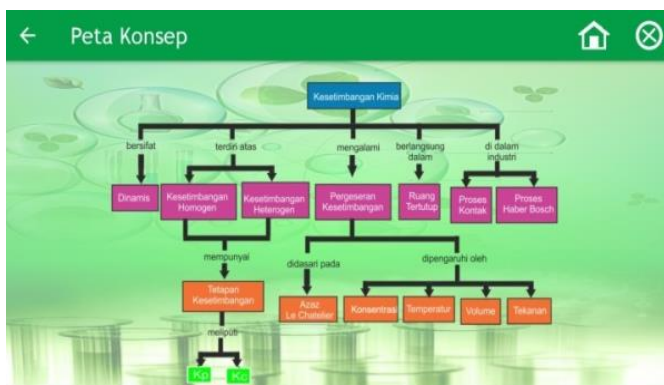 Peta Konsep
Kesetimbangan Kimia
bersifat
terdiri atas
mengalami
berlangsung
dalam
di dalam
industri
Dinamis
Kesetimbangan
Homogen
Kesetimbangan
Heterogen
Pergeseran
Kesetimbangan
Ruang
Tertutup
Proses
Kontak
Proses
Haber Bosch
mempunyai
didasari pada
dipengaruhi oleh
Tetapan
Kesetimbangan
Azaz
Le Chatelier
Konsentras
Temperatur
Volume
Tekanan
meliputi
Kp
Kc